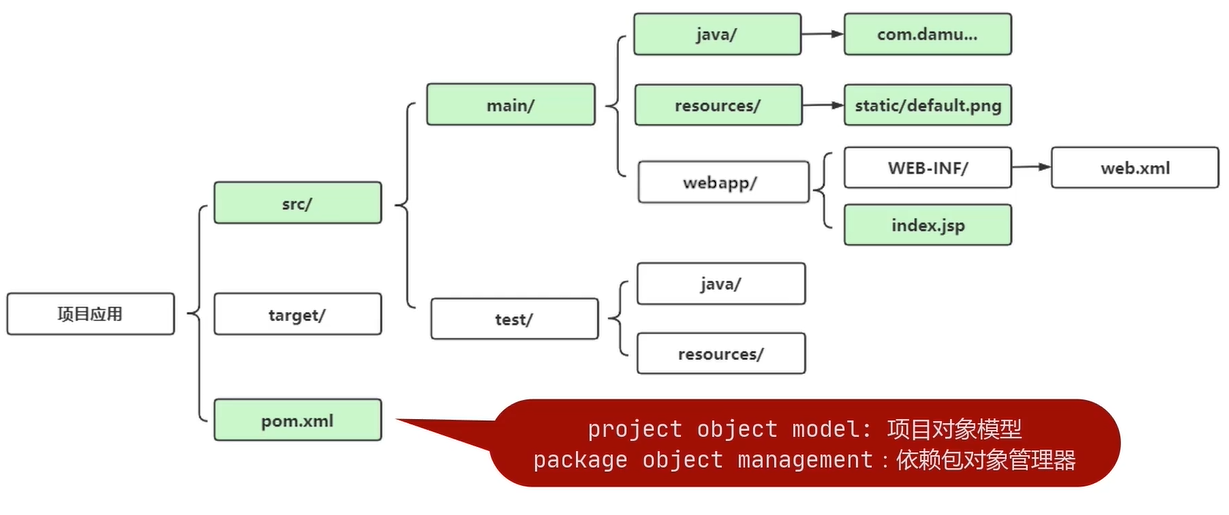 java/
com.damu...
main/
resources/
static/default.png
webapp/
WEB-INF/
web.xml
src/
index.jsp
项目应用
target/
test/
java/
resources/
pom.xml
project object model: 项目对象模型
package object management：依赖包对象管理器